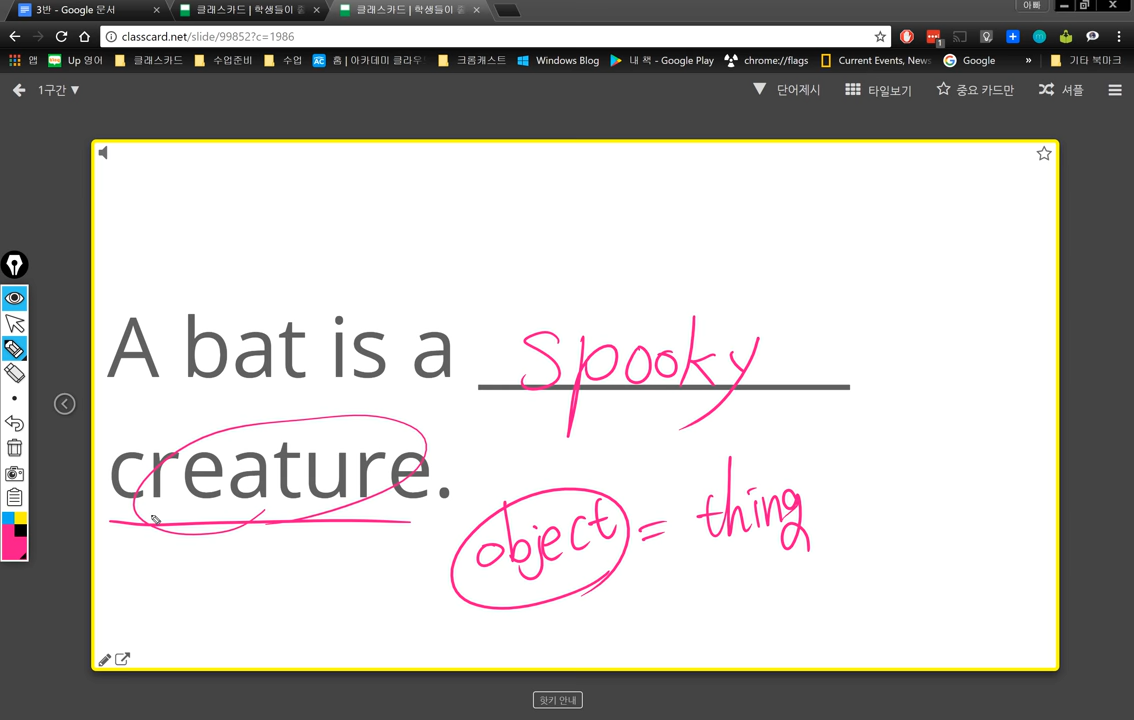 3반 - Google 문서
클래스카드 | 학생들이 클
클래스카드 | 학생들이 클
아빠
classcard.net/slide/99852?c=1986
앱 Up 영어 클래스카드 수업준비 수업 홈 | 아카데미 클라우 크롬캐스트 Windows Blog 내 책 - Google Play chrome://flags Current Events, News Google » 기타 북마크
1구간 ▼ 단어제시 타일보기 중요 카드만 셔플
A bat is a spooky
creature.
object = thing
핫키 안내